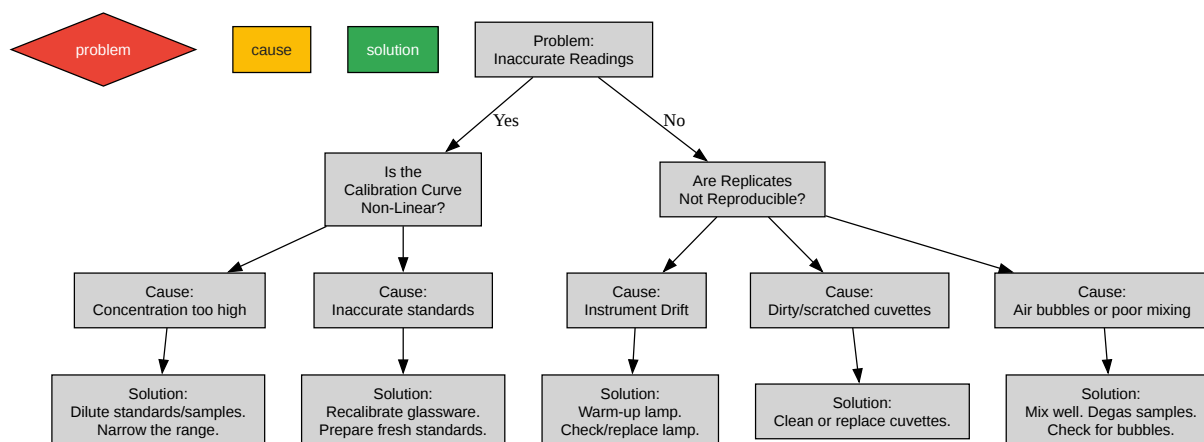 problem
cause
solution
Problem:
Inaccurate Readings
Yes
No
Is the
Calibration Curve
Non-Linear?
Are Replicates
Not Reproducible?
Cause:
Concentration too high
Cause:
Inaccurate standards
Cause:
Instrument Drift
Cause:
Dirty/scratched cuvettes
Cause:
Air bubbles or poor mixing
Solution:
Dilute standards/samples.
Narrow the range.
Solution:
Recalibrate glassware.
Prepare fresh standards.
Solution:
Warm-up lamp.
Check/replace lamp.
Solution:
Clean or replace cuvettes.
Solution:
Mix well. Degas samples.
Check for bubbles.